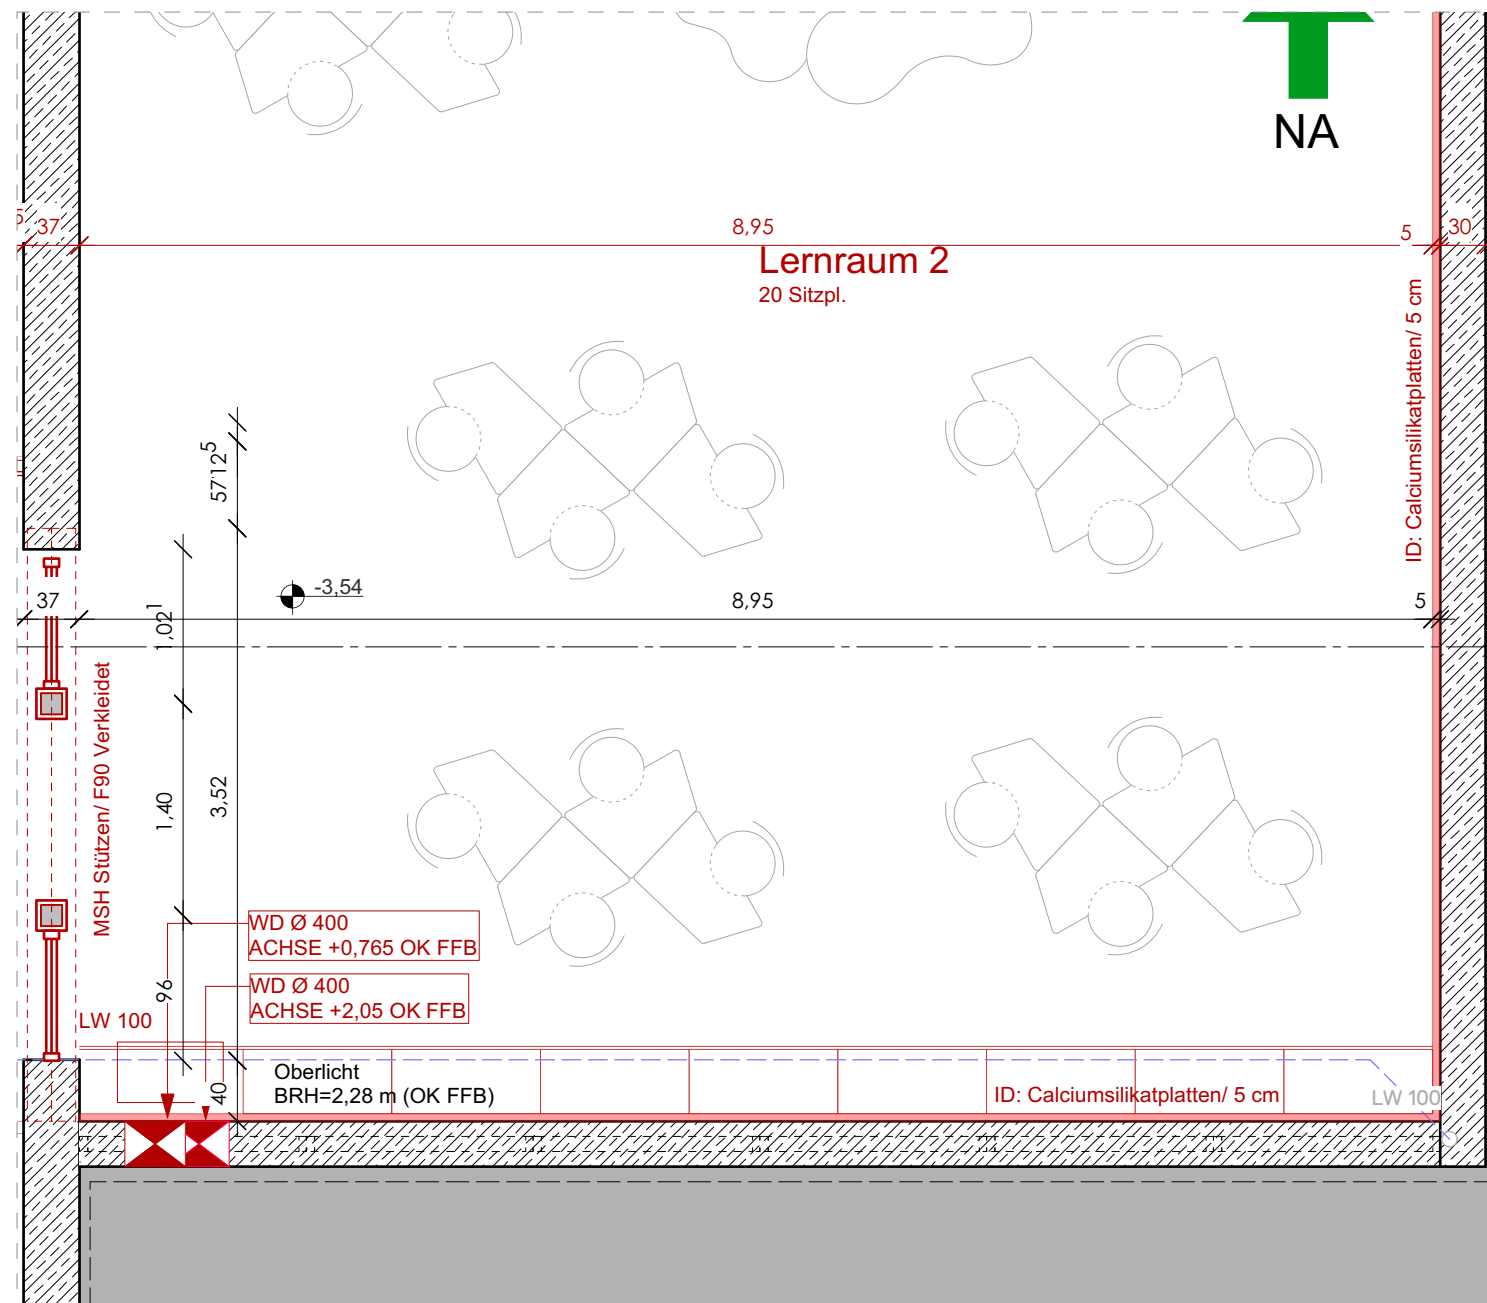 NA
5
37
8,95
5
30
Lernraum 2
20 Sitzpl.
ID: Calciumsilikatplatten/ 5 cm
57
12⁵
-3,54
37
8,95
5
1,02¹
MSH Stützen/ F90 Verkleidet
1,40
3,52
WD Ø 400
ACHSE +0,765 OK FFB
WD Ø 400
ACHSE +2,05 OK FFB
96
LW 100
40
Oberlicht
BRH=2,28 m (OK FFB)
ID: Calciumsilikatplatten/ 5 cm
LW 100